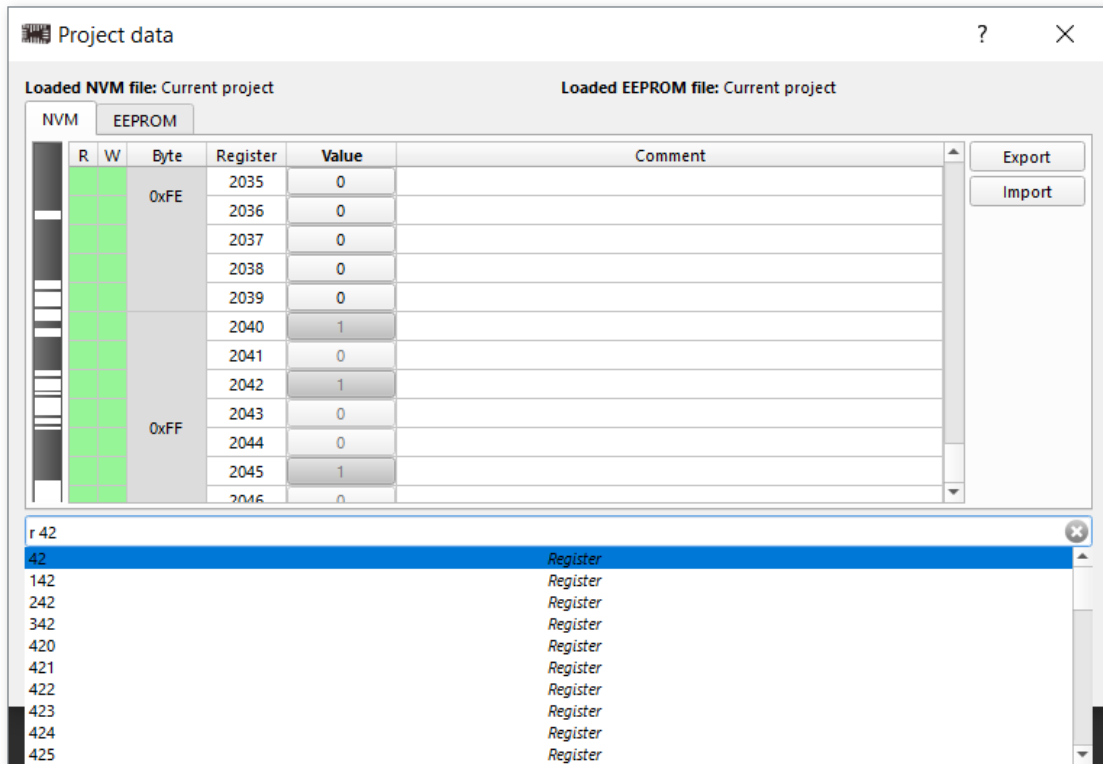 Project data ?
Loaded NVM file: Current project Loaded EEPROM file: Current project
NVM EEPROM
R W Byte Register Value Comment Export
Import
0xFE
2035 0
2036 0
2037 0
2038 0
2039 0
0xFF
2040 1
2041 0
2042 1
2043 0
2044 0
2045 1
2046 0
r 42
42 Register
142 Register
242 Register
342 Register
420 Register
421 Register
422 Register
423 Register
424 Register
425 Register